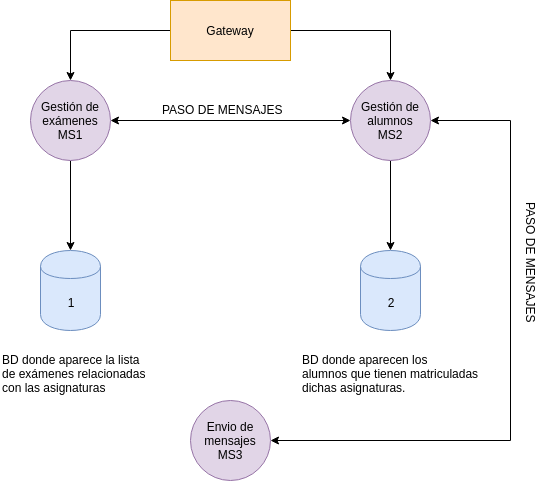 Gateway
Gestión de
exámenes
MS1
PASO DE MENSAJES
Gestión de
alumnos
MS2
PASO DE MENSAJES
1
2
BD donde aparece la lista
de exámenes relacionadas
con las asignaturas
BD donde aparecen los
alumnos que tienen matriculadas
dichas asignaturas.
Envio de
mensajes
MS3